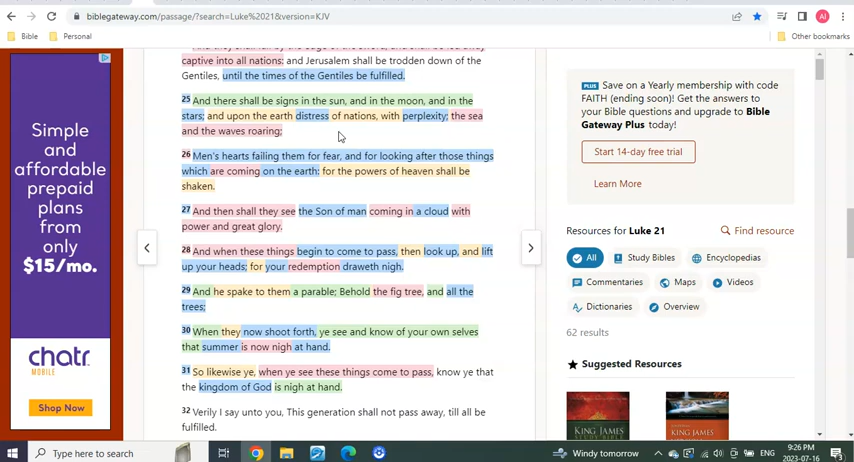 biblegateway.com/passage/?search=Luke%2021&version=KJV
AI
Bible
Personal
Other bookmarks
Simple
and
affordable
prepaid
plans
from
only
$15/mo.
chatr
MOBILE
Shop Now
captive into all nations: and Jerusalem shall be trodden down of the
Gentiles, until the times of the Gentiles be fulfilled.
25 And there shall be signs in the sun, and in the moon, and in the
stars; and upon the earth distress of nations, with perplexity; the sea
and the waves roaring;
26 Men's hearts failing them for fear, and for looking after those things
which are coming on the earth: for the powers of heaven shall be
shaken.
27 And then shall they see the Son of man coming in a cloud with
power and great glory.
28 And when these things begin to come to pass, then look up, and lift
up your heads; for your redemption draweth nigh.
29 And he spake to them a parable; Behold the fig tree, and all the
trees;
30 When they now shoot forth, ye see and know of your own selves
that summer is now nigh at hand.
31 So likewise ye, when ye see these things come to pass, know ye that
the kingdom of God is nigh at hand.
32 Verily I say unto you, This generation shall not pass away, till all be
fulfilled.
PLUS Save on a Yearly membership with code
FAITH (ending soon)! Get the answers to
your Bible questions and upgrade to Bible
Gateway Plus today!
Start 14-day free trial
Learn More
Resources for Luke 21
Find resource
All
Study Bibles
Encyclopedias
Commentaries
Maps
Videos
Dictionaries
Overview
62 results
Suggested Resources
KING JAMES
STUDY BIBLE
KING JAMES
Type here to search
Windy tomorrow
ENG
9:26 PM
2023-07-16
3